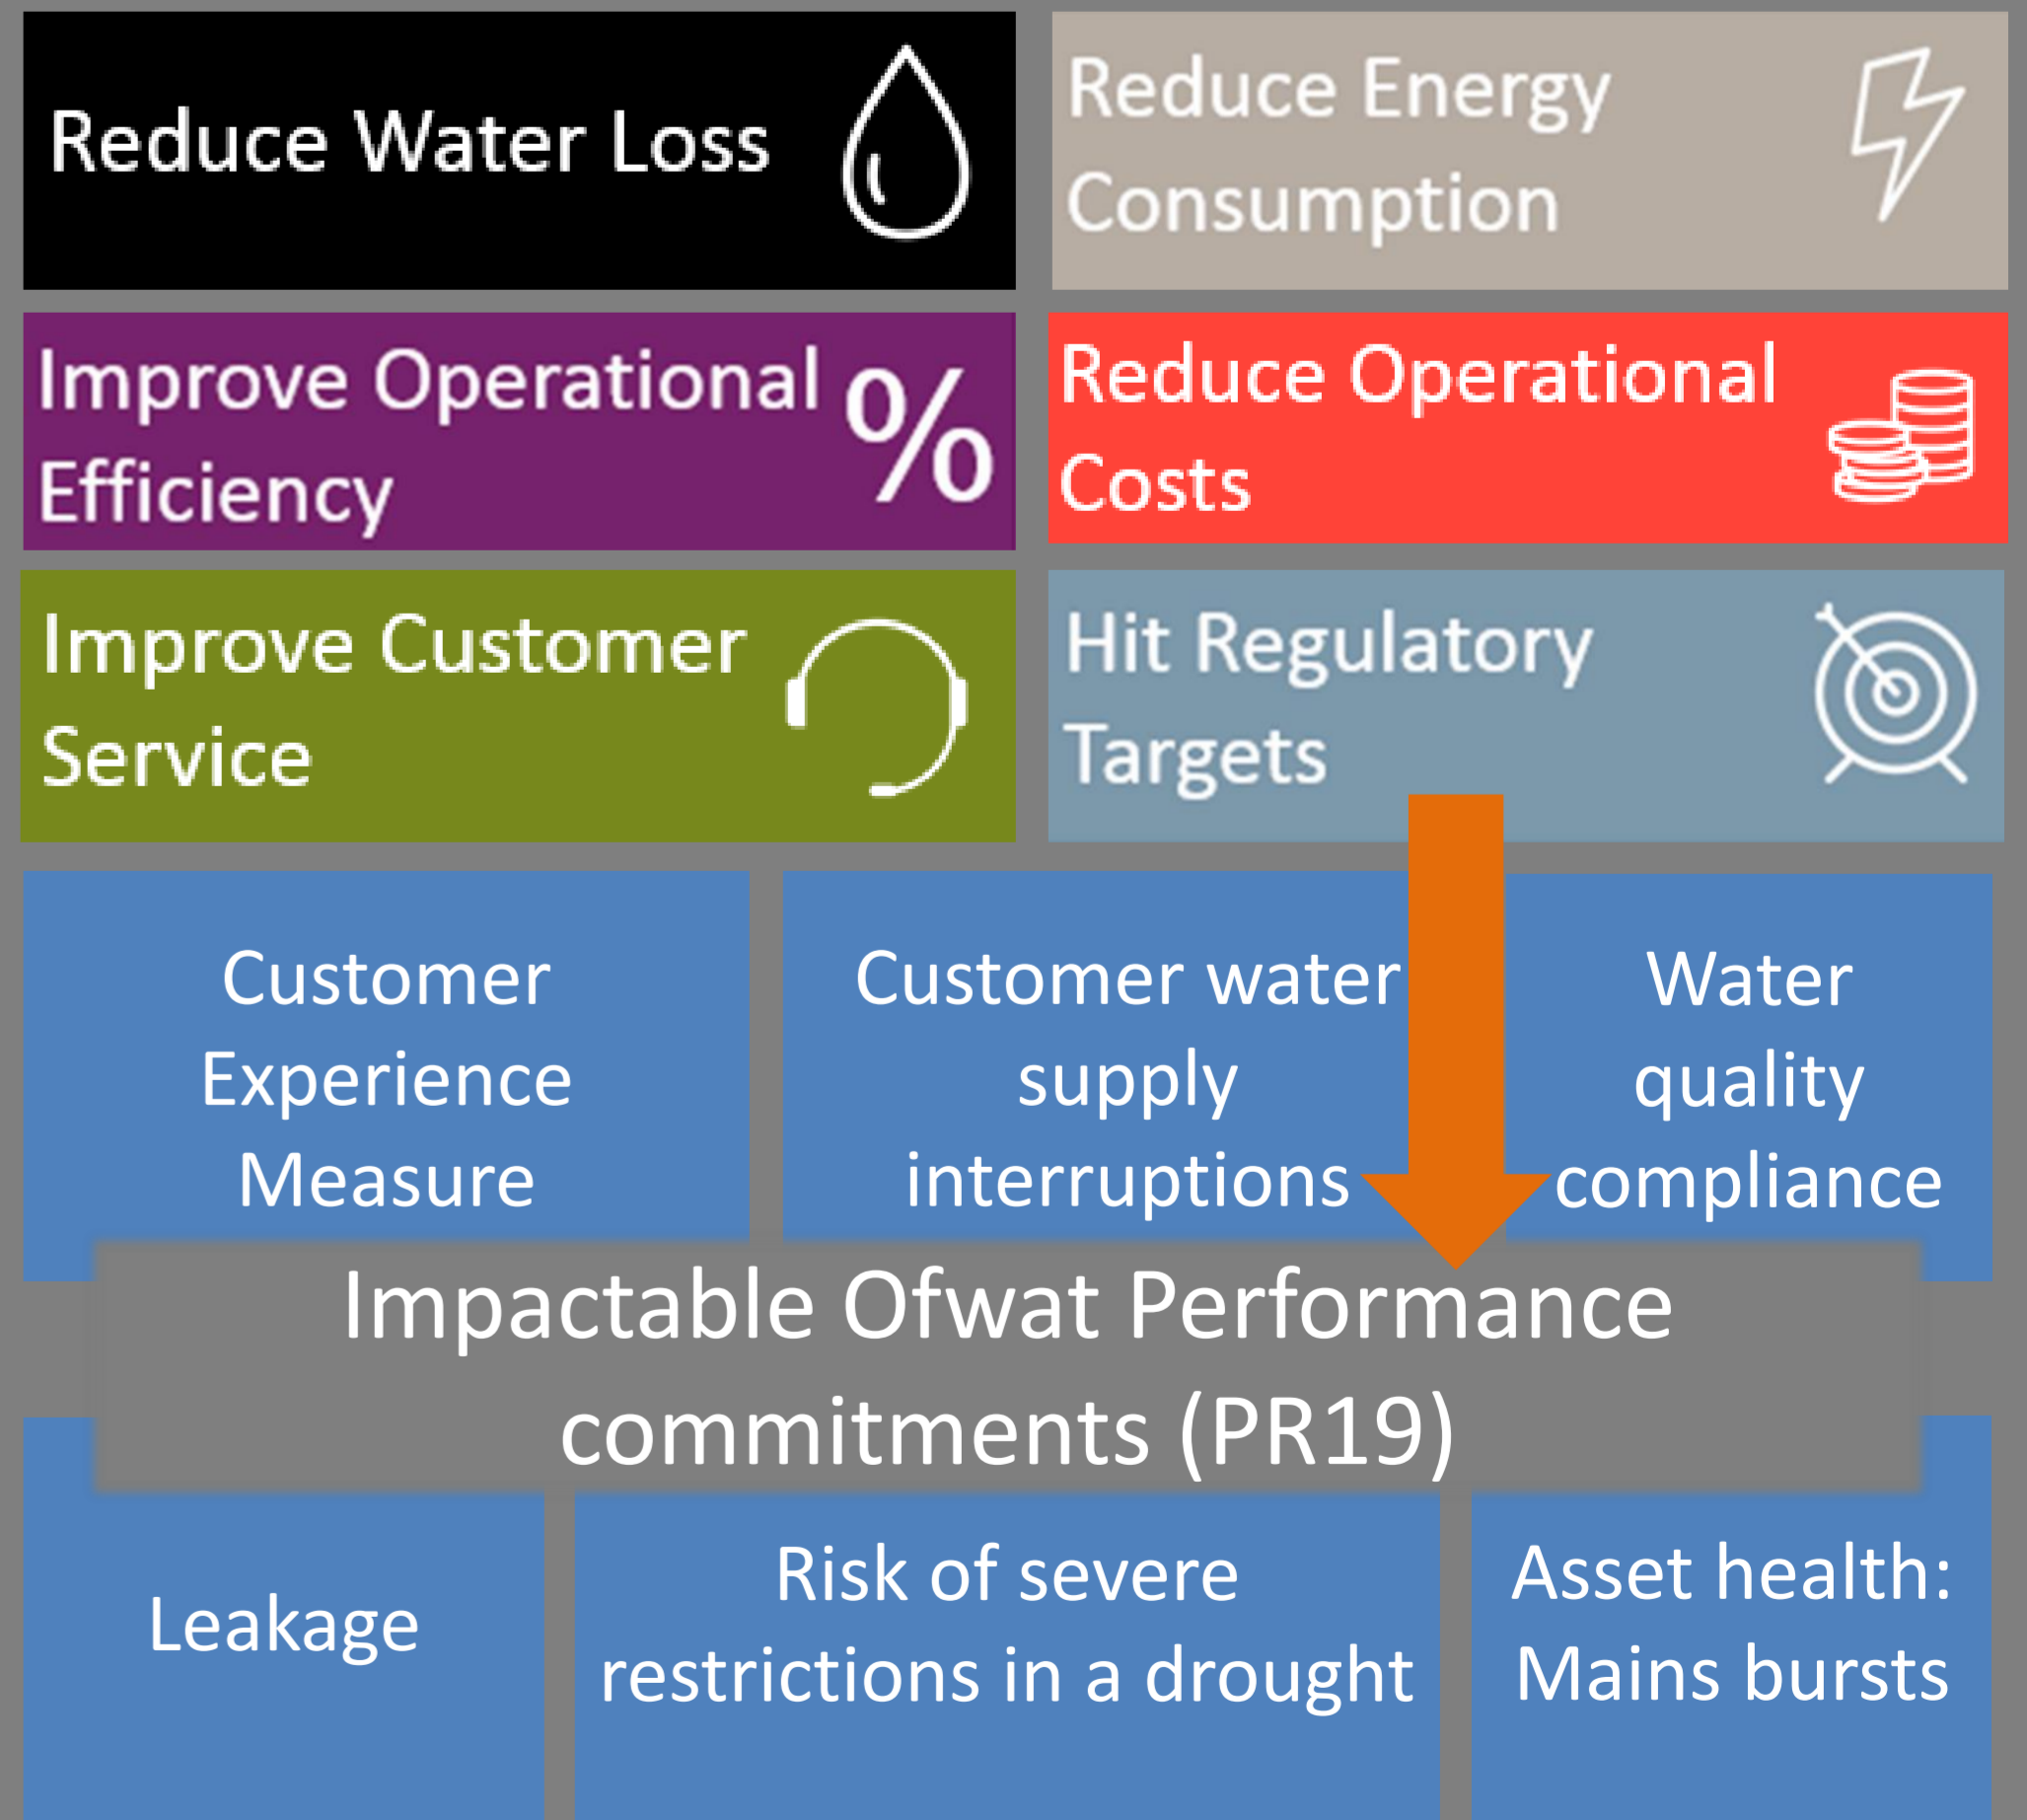 Reduce Water Loss
Reduce Energy
Consumption
Improve Operational
Efficiency
%
Reduce Operational
Costs
Improve Customer
Service
Hit Regulatory
Targets
Customer
Experience
Measure
Customer water
supply
interruptions
Water
quality
compliance
Impactable Ofwat Performance
commitments (PR19)
Leakage
Risk of severe
restrictions in a drought
Asset health:
Mains bursts